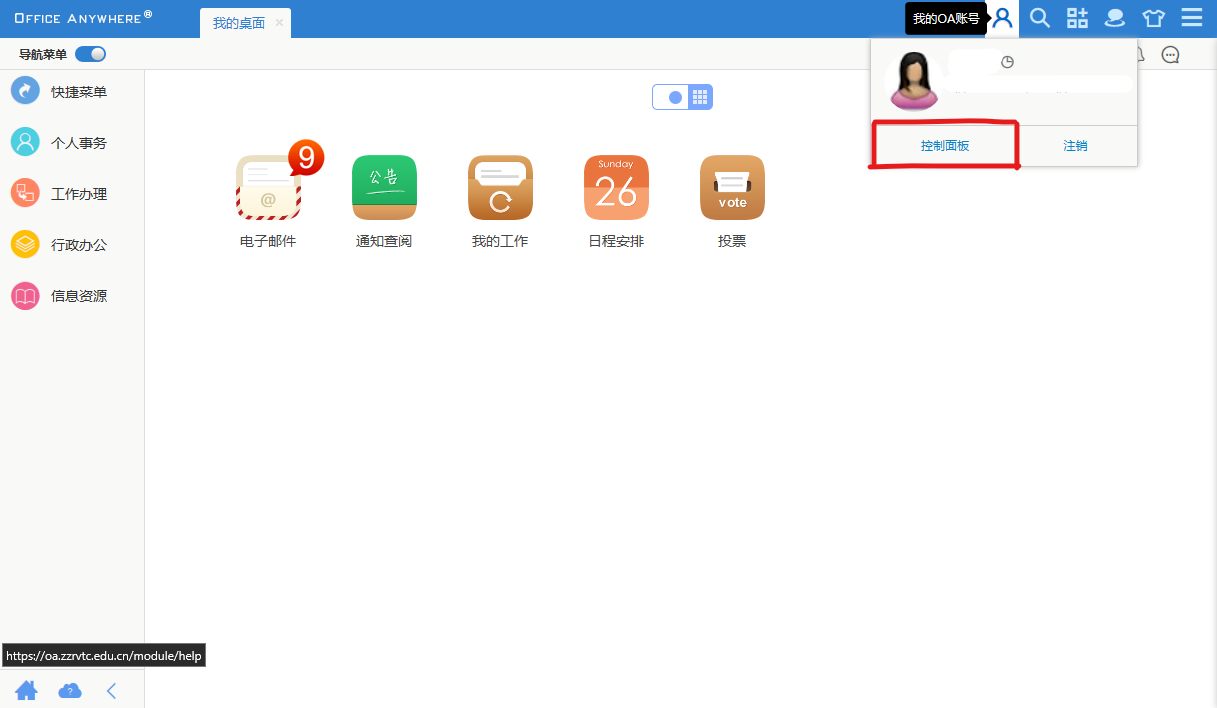 OFFICE ANYWHERE®
我的桌面
我的OA账号
导航菜单
快捷菜单
个人事务
工作办理
行政办公
信息资源
控制面板
注销
9
@
公告
Sunday
26
vote
电子邮件
通知查阅
我的工作
日程安排
投票
https://oa.zzrvtc.edu.cn/module/help
?